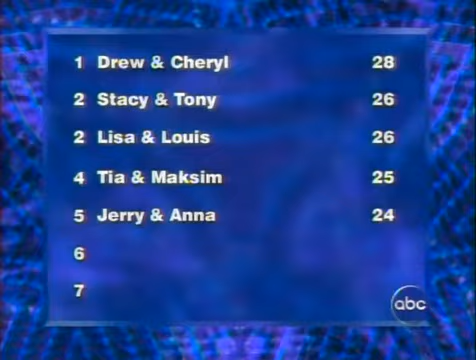 1 Drew & Cheryl 28
2 Stacy & Tony 26
2 Lisa & Louis 26
4 Tia & Maksim 25
5 Jerry & Anna 24
6
7
abc